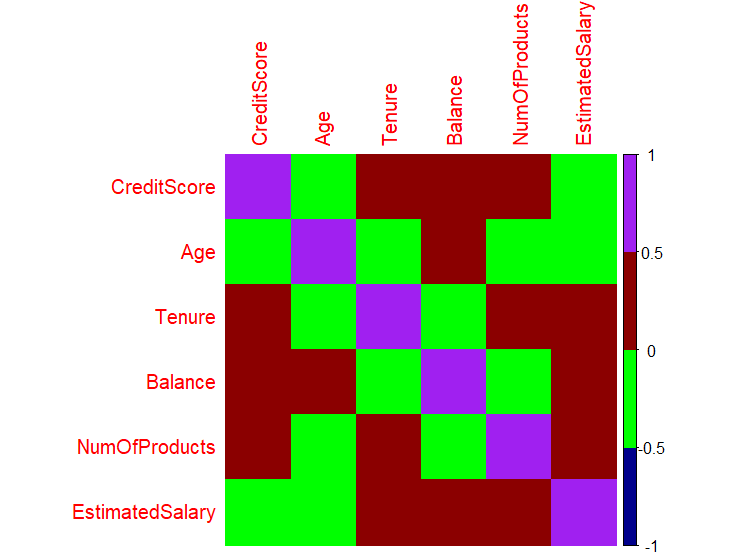 CreditScore
Age
Tenure
Balance
NumOfProducts
EstimatedSalary
CreditScore
Age
Tenure
Balance
NumOfProducts
EstimatedSalary
1
0.5
0
-0.5
-1